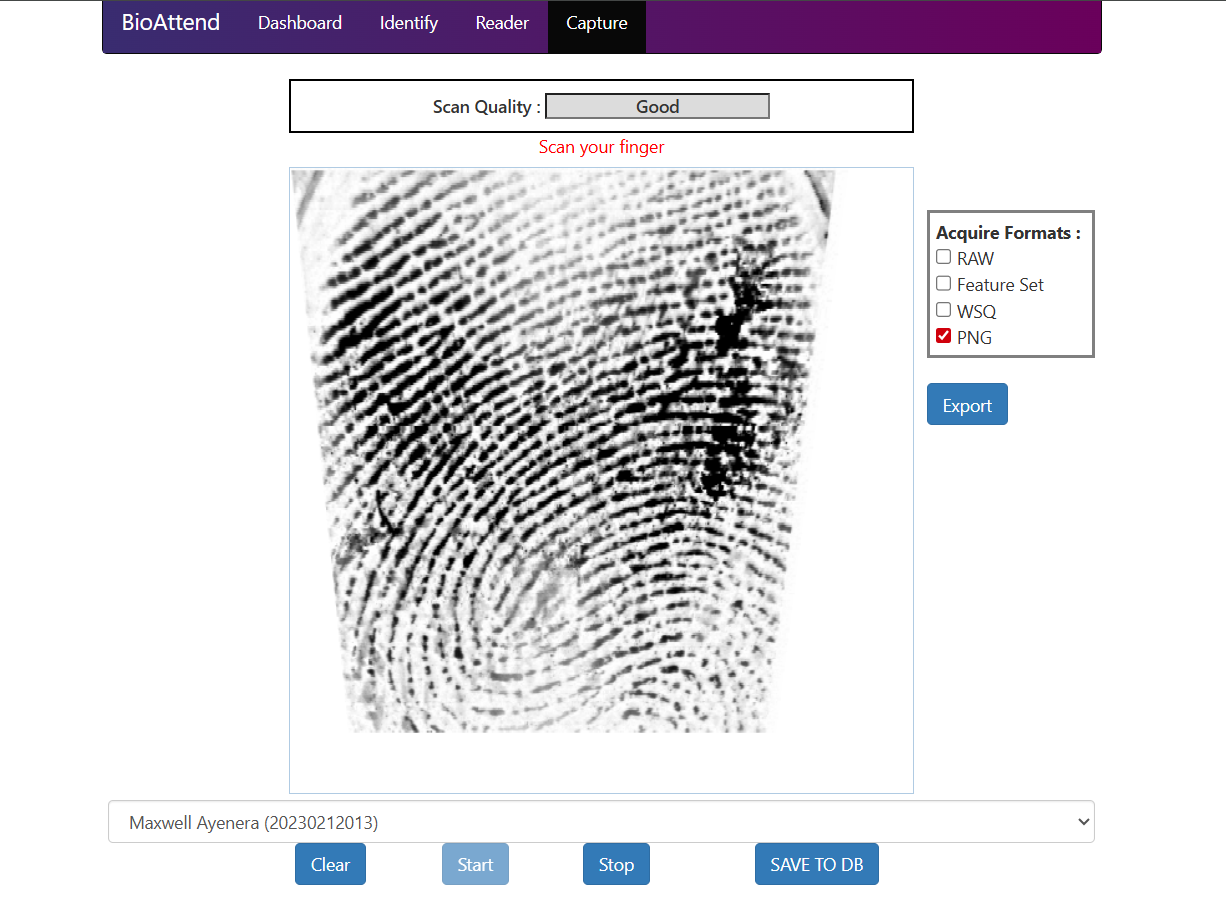 BioAttend Dashboard Identify Reader Capture
Scan Quality : Good
Scan your finger
Acquire Formats :
RAW
Feature Set
WSQ
PNG
Export
Maxwell Ayenera (20230212013)
Clear Start Stop SAVE TO DB